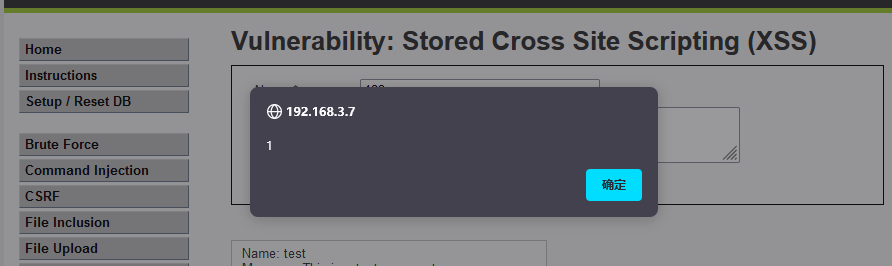 Home
Instructions
Setup / Reset DB
Brute Force
Command Injection
CSRF
File Inclusion
File Upload
Vulnerability: Stored Cross Site Scripting (XSS)
192.168.3.7
1
确定
Name: test